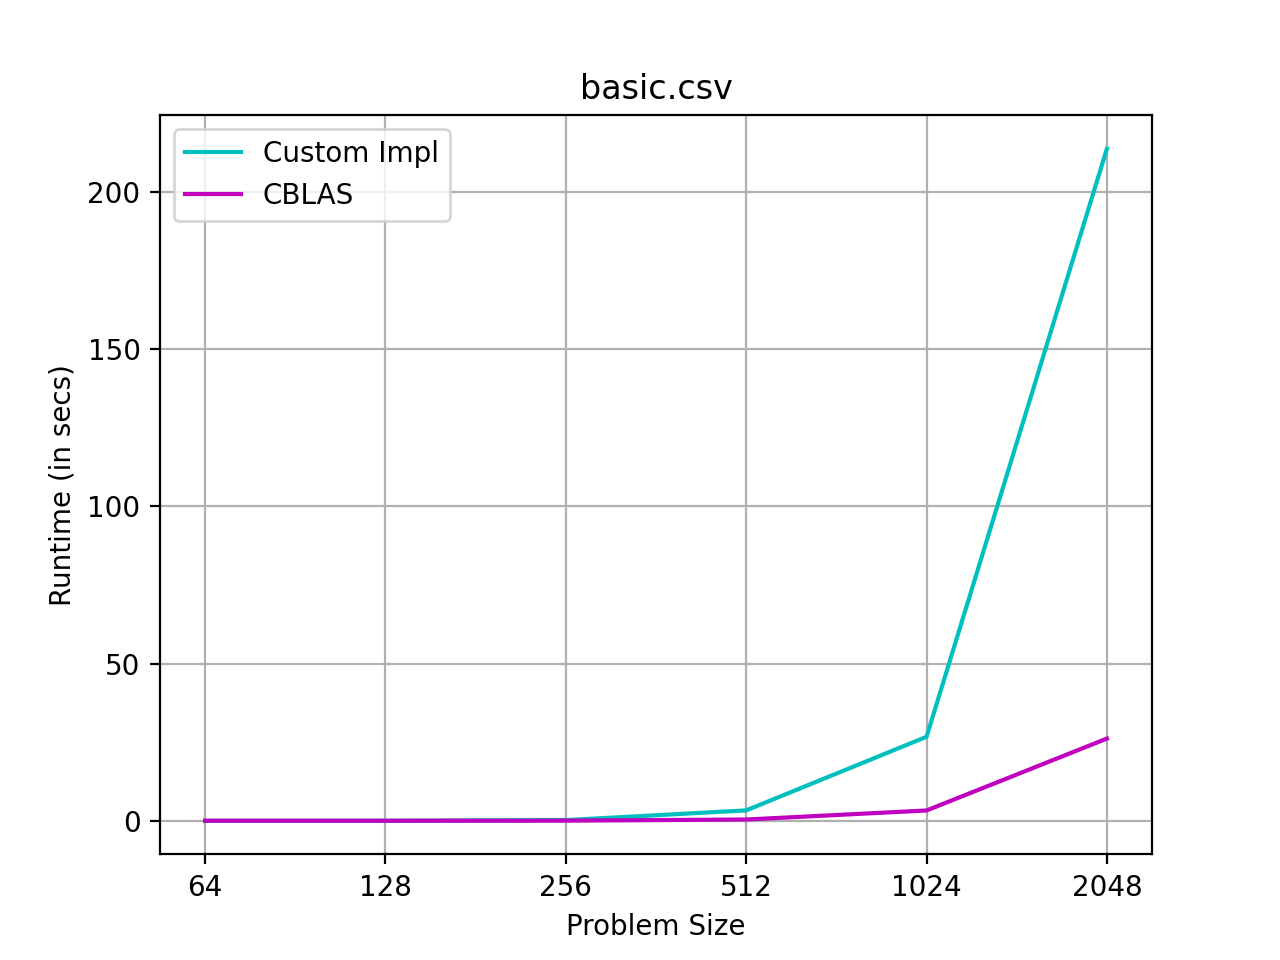 basic.csv
Custom Impl
CBLAS
200
150
100
50
0
Runtime (in secs)
64 128 256 512 1024 2048
Problem Size